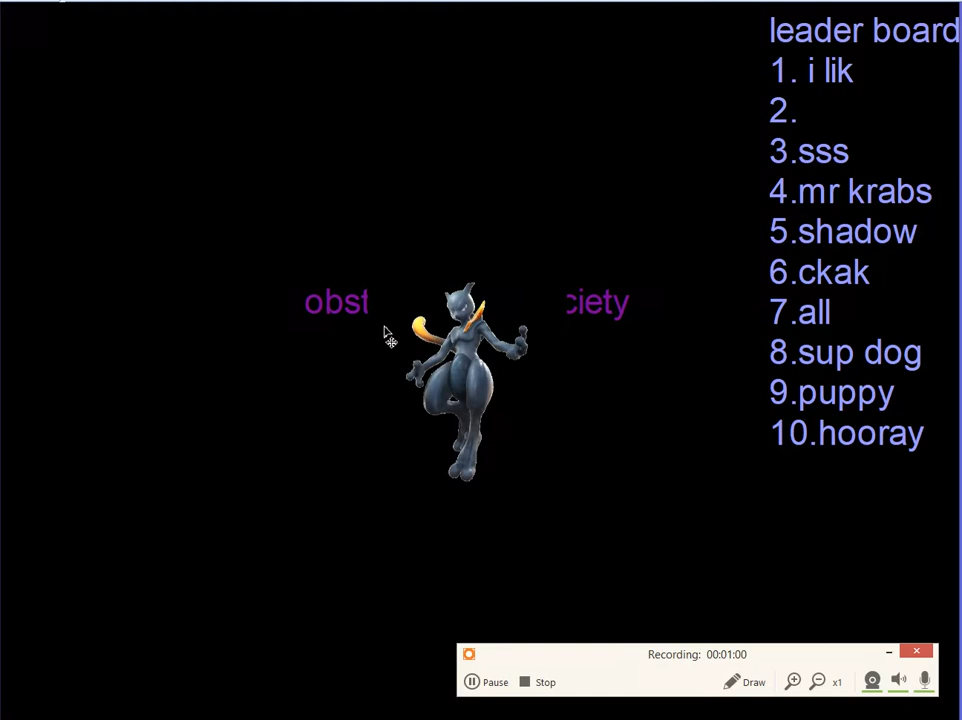 leader board
1. i lik
2.
3.sss
4.mr krabs
5.shadow
6.ckak
7.all
8.sup dog
9.puppy
10.hooray
obst ciety
Recording: 00:01:00
Pause Stop Draw x1